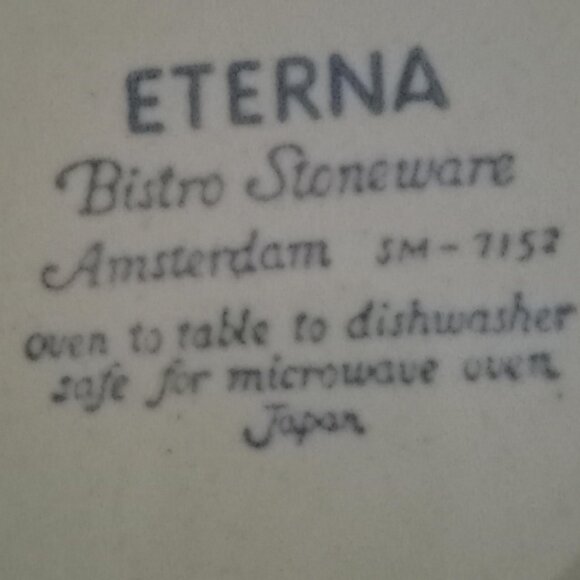 ETERNA
Bistro Stoneware
Amsterdam SM-7152
oven to table to dishwasher
safe for microwave oven
Japan